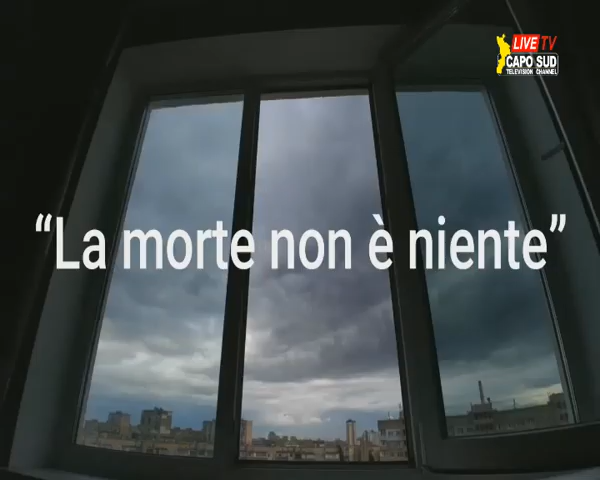 LIVE TV
CAPO SUD
TELEVISION CHANNEL
“La morte non è niente”